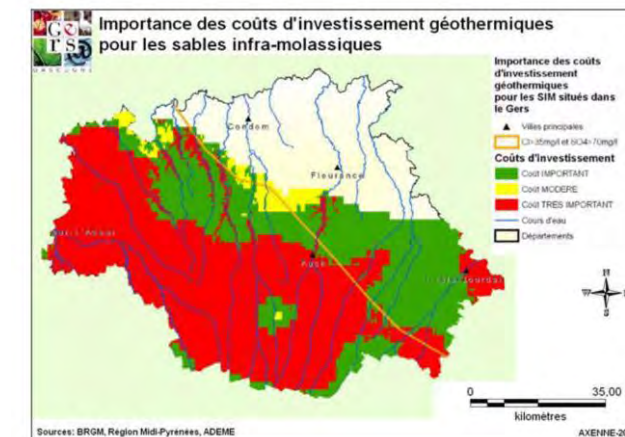 Gers
GASCOGNE
Importance des coûts d'investissement géothermiques
pour les sables infra-molassiques
Importance des coûts
d'investissement
géothermiques
pour les SIM situés dans
le Gers
Villes principales
Cl=35mg/l et SO4=70mg/l
Coûts d'investissement
Coût IMPORTANT
Coût MODERE
Coût TRES IMPORTANT
Cours d'eau
Départements
Condom
Fleurance
Auch
N
S
0
35,00
kilomètres
Sources: BRGM, Région Midi-Pyrénées, ADEME